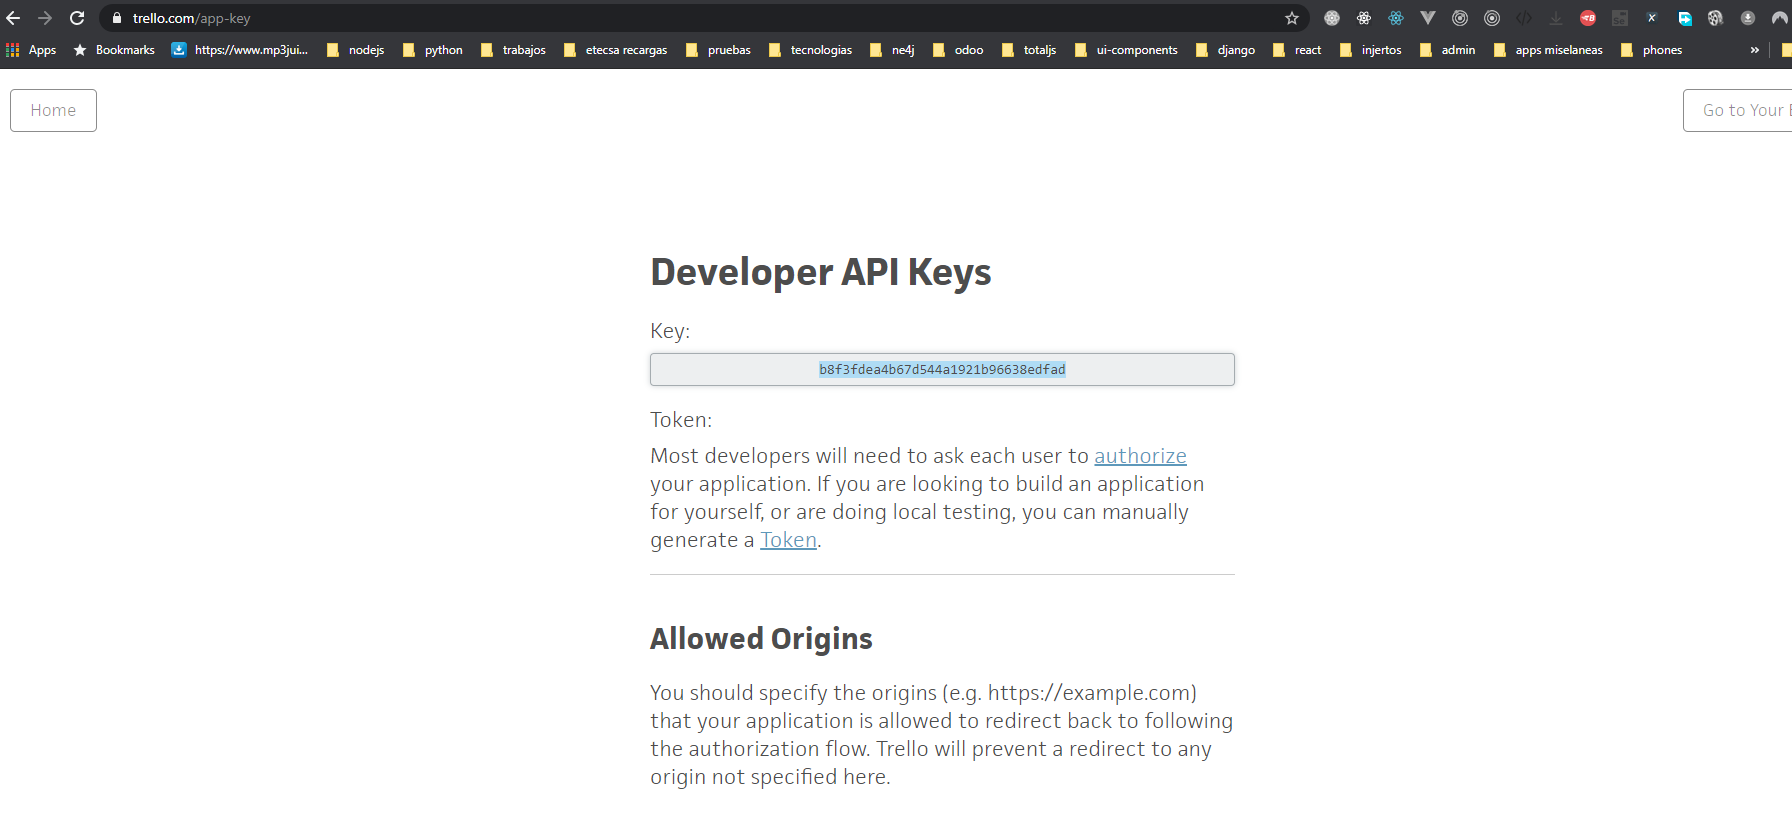 trello.com/app-key
Apps Bookmarks https://www.mp3jui... nodejs python trabajos etecsa recargas pruebas tecnologias ne4j odoo totaljs ui-components django react injertos admin apps miselaneas phones »
Home
Go to Your
Developer API Keys
Key:
b8f3fdea4b67d544a1921b96638edfad
Token:
Most developers will need to ask each user to authorize
your application. If you are looking to build an application
for yourself, or are doing local testing, you can manually
generate a Token.
Allowed Origins
You should specify the origins (e.g. https://example.com)
that your application is allowed to redirect back to following
the authorization flow. Trello will prevent a redirect to any
origin not specified here.